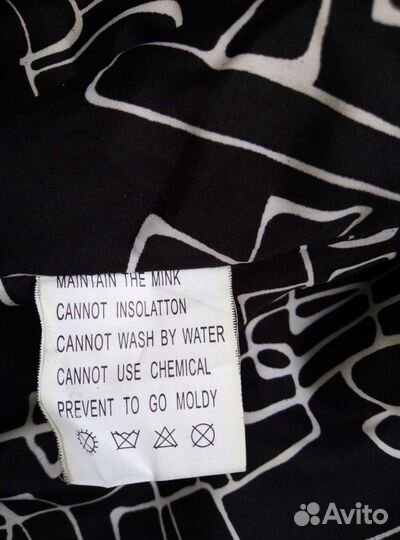 MAINTAIN THE MINK
CANNOT INSOLATTON
CANNOT WASH BY WATER
CANNOT USE CHEMICAL
PREVENT TO GO MOLDY
Avito